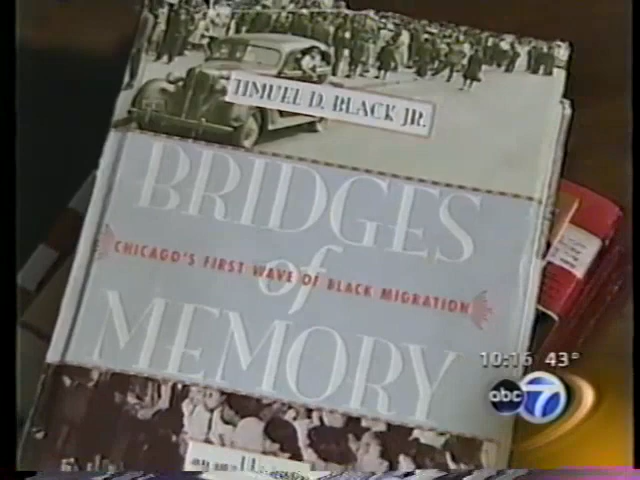 TIMUEL D. BLACK JR.
BRIDGES
of
CHICAGO'S FIRST WAVE OF BLACK MIGRATION
MEMORY
10:16 43°
abc 7